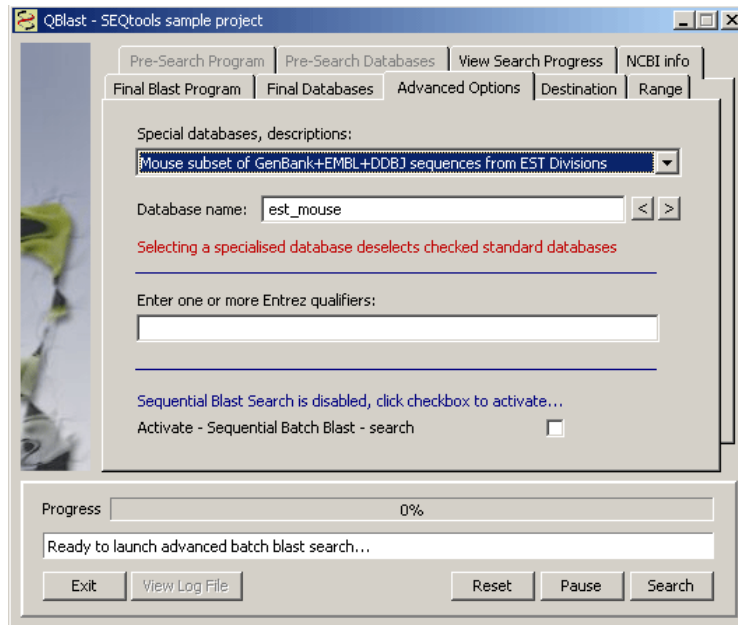 QBlast - SEQtools sample project
Pre-Search Program Pre-Search Databases View Search Progress NCBI info
Final Blast Program Final Databases Advanced Options Destination Range
Special databases, descriptions:
Mouse subset of GenBank+EMBL+DDBJ sequences from EST Divisions
Database name: est_mouse < >
Selecting a specialised database deselects checked standard databases
Enter one or more Entrez qualifiers:
Sequential Blast Search is disabled, click checkbox to activate...
Activate - Sequential Batch Blast - search
Progress 0%
Ready to launch advanced batch blast search...
Exit View Log File Reset Pause Search